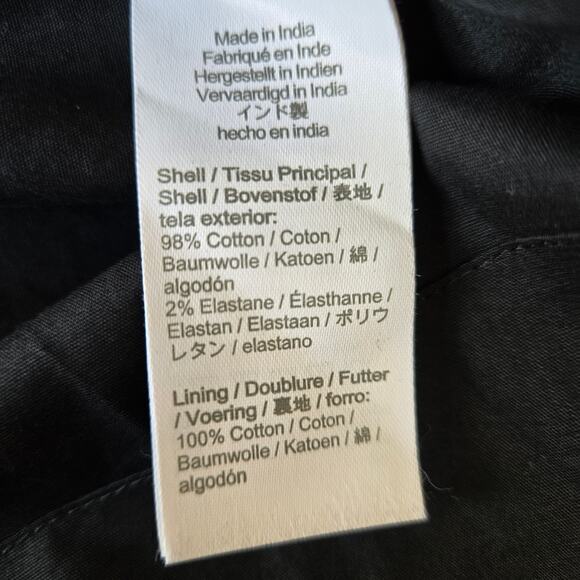 Made in India
Fabriqué en Inde
Hergestellt in Indien
Vervaardigd in India
インド製
hecho en india
Shell / Tissu Principal /
Shell / Bovenstof / 表地 /
tela exterior:
98% Cotton / Coton /
Baumwolle / Katoen / 綿 /
algodón
2% Elastane / Élasthanne /
Elastan / Elastaan / ポリウ
レタン / elastano
Lining / Doublure / Futter
/ Voering / 裏地 / forro:
100% Cotton / Coton /
Baumwolle / Katoen / 綿 /
algodón